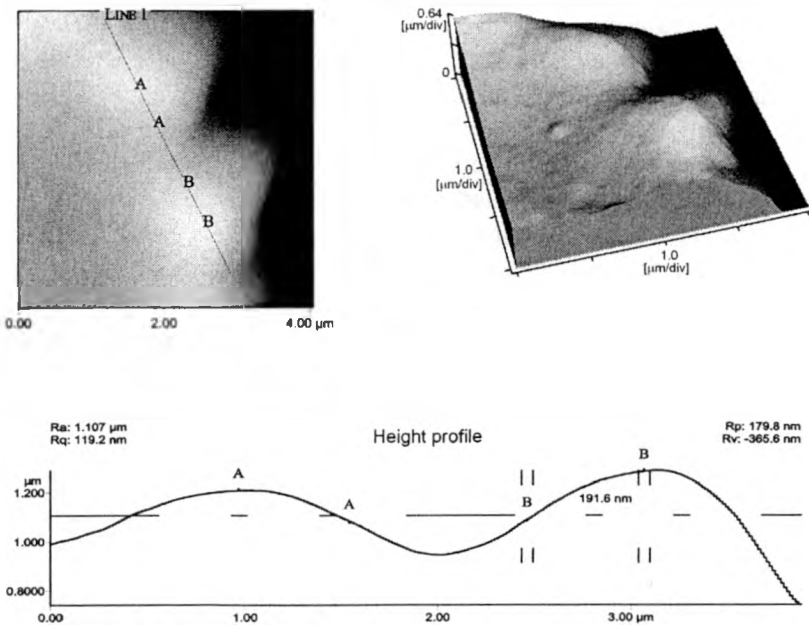 LINE 1
A
A
B
B
0.00 2.00 4.00 µm
0.64
[µm/div]
0
1.0
[µm/div]
1.0
[µm/div]
Ra: 1.107 µm
Rq: 119.2 nm
Height profile
Rp: 179.8 nm
Rv: -365.6 nm
µm
1.200
1.000
0.8000
A
A
B
B
191.6 nm
0.00 1.00 2.00 3.00 µm